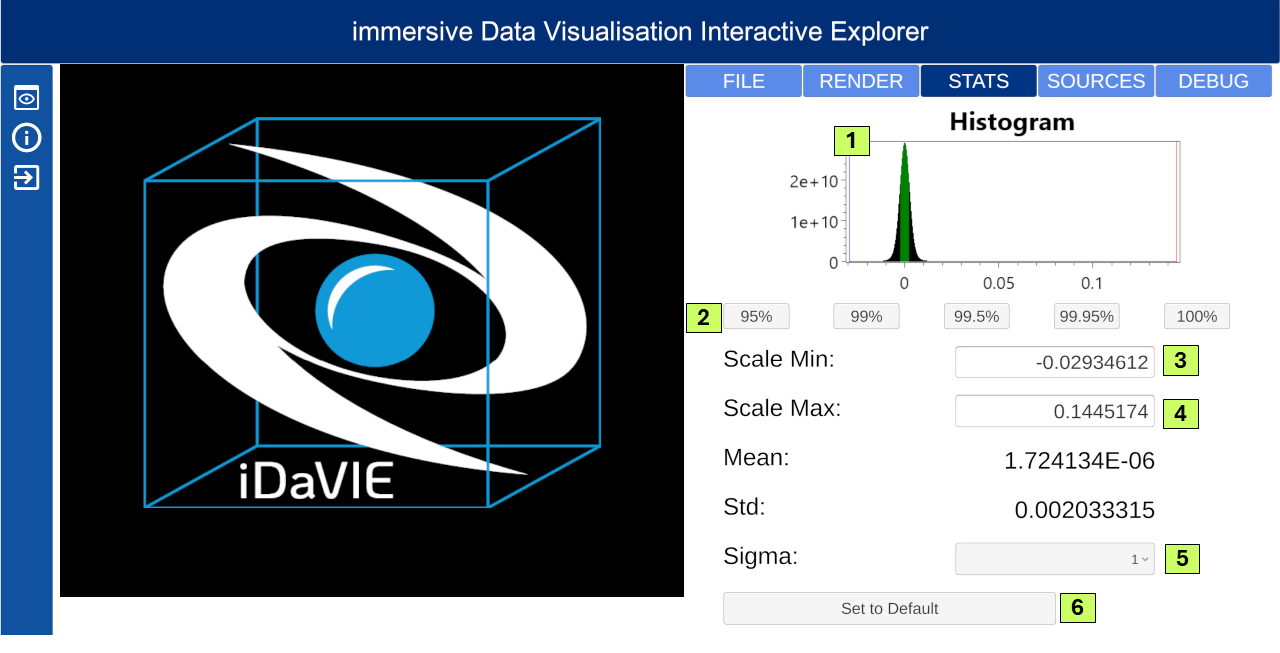 immersive Data Visualisation Interactive Explorer
FILE RENDER STATS SOURCES DEBUG
Histogram
1
2e+10
1e+10
0
0 0.05 0.1
2 95% 99% 99.5% 99.95% 100%
Scale Min: -0.02934612 3
Scale Max: 0.1445174 4
Mean: 1.724134E-06
Std: 0.002033315
Sigma: 1 5
Set to Default 6
iDaVIE